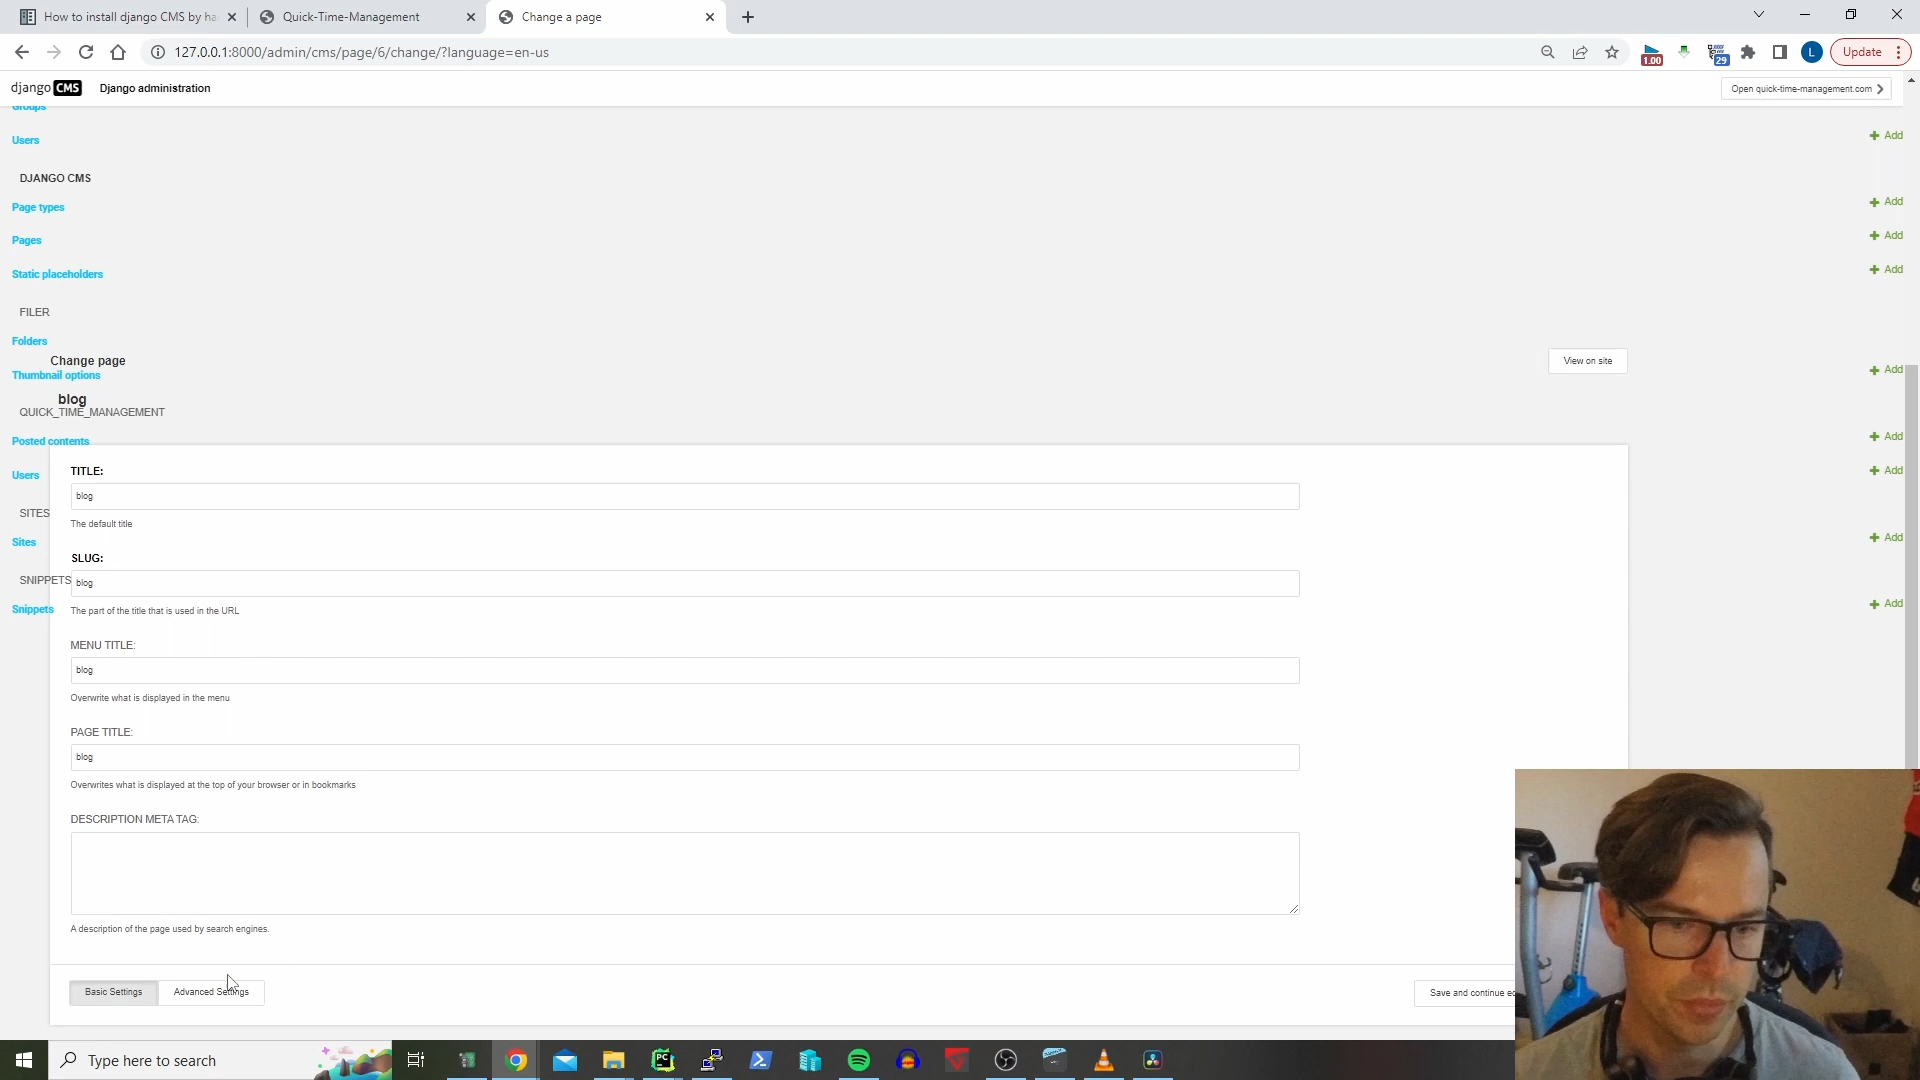 How to install django CMS by ha
Quick-Time-Management
Change a page
127.0.0.1:8000/admin/cms/page/6/change/?language=en-us
1.00
29
L
Update
django CMS
Django administration
Open quick-time-management.com
Groups
Users
Add
DJANGO CMS
Page types
Add
Pages
Add
Static placeholders
Add
FILER
Folders
Change page
View on site
Thumbnail options
Add
blog
QUICK_TIME_MANAGEMENT
Posted contents
Add
Users
Add
TITLE:
blog
SITES
The default title
Sites
Add
SLUG:
SNIPPETS
blog
Snippets
Add
The part of the title that is used in the URL
MENU TITLE:
blog
Overwrite what is displayed in the menu
PAGE TITLE:
blog
Overwrites what is displayed at the top of your browser or in bookmarks
DESCRIPTION META TAG:
A description of the page used by search engines.
Basic Settings
Advanced Settings
Save and continue
Type here to search
PC